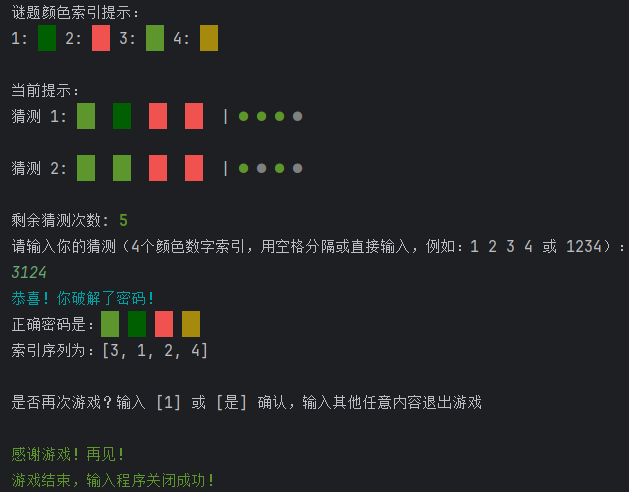 谜题颜色索引提示：
1: 2: 3: 4:
当前提示：
猜测 1: |
猜测 2: |
剩余猜测次数: 5
请输入你的猜测（4个颜色数字索引，用空格分隔或直接输入，例如：1 2 3 4 或 1234）：
3124
恭喜！你破解了密码！
正确密码是：
索引序列为：[3, 1, 2, 4]
是否再次游戏？输入 [1] 或 [是] 确认，输入其他任意内容退出游戏
感谢游戏！再见！
游戏结束，输入程序关闭成功！